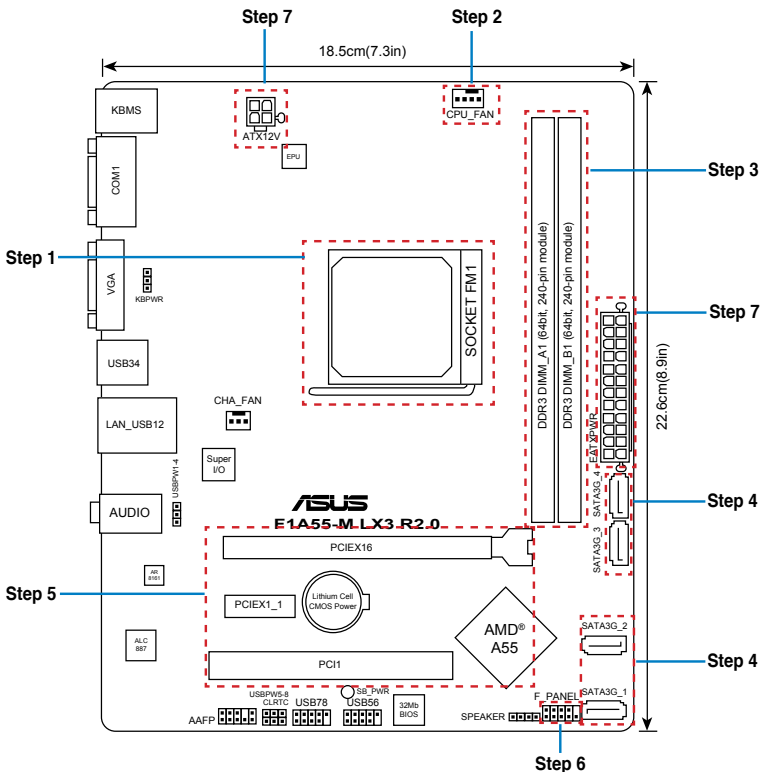 Step 7
Step 2
18.5cm(7.3in)
KBMS
ATX12V
CPU_FAN
EPU
COM1
Step 3
Step 1
VGA
KBPWR
SOCKET FM1
DDR3 DIMM_A1 (64bit, 240-pin module)
DDR3 DIMM_B1 (64bit, 240-pin module)
Step 7
22.6cm(8.9in)
EATXPWR
USB34
CHA_FAN
LAN_USB12
Super
I/O
USBPW1-4
AUDIO
SATA3G_4
SATA3G_3
Step 4
ASUS
F1A55-M LX3 R2.0
PCIEX16
AR
8161
Step 5
PCIEX1_1
Lithium Cell
CMOS Power
AMD®
A55
SATA3G_2
ALC
887
PCI1
Step 4
SB_PWR
USBPW5-8
CLRTC
AAFP
USB78
USB56
32Mb
BIOS
SPEAKER
F_PANEL
SATA3G_1
Step 6